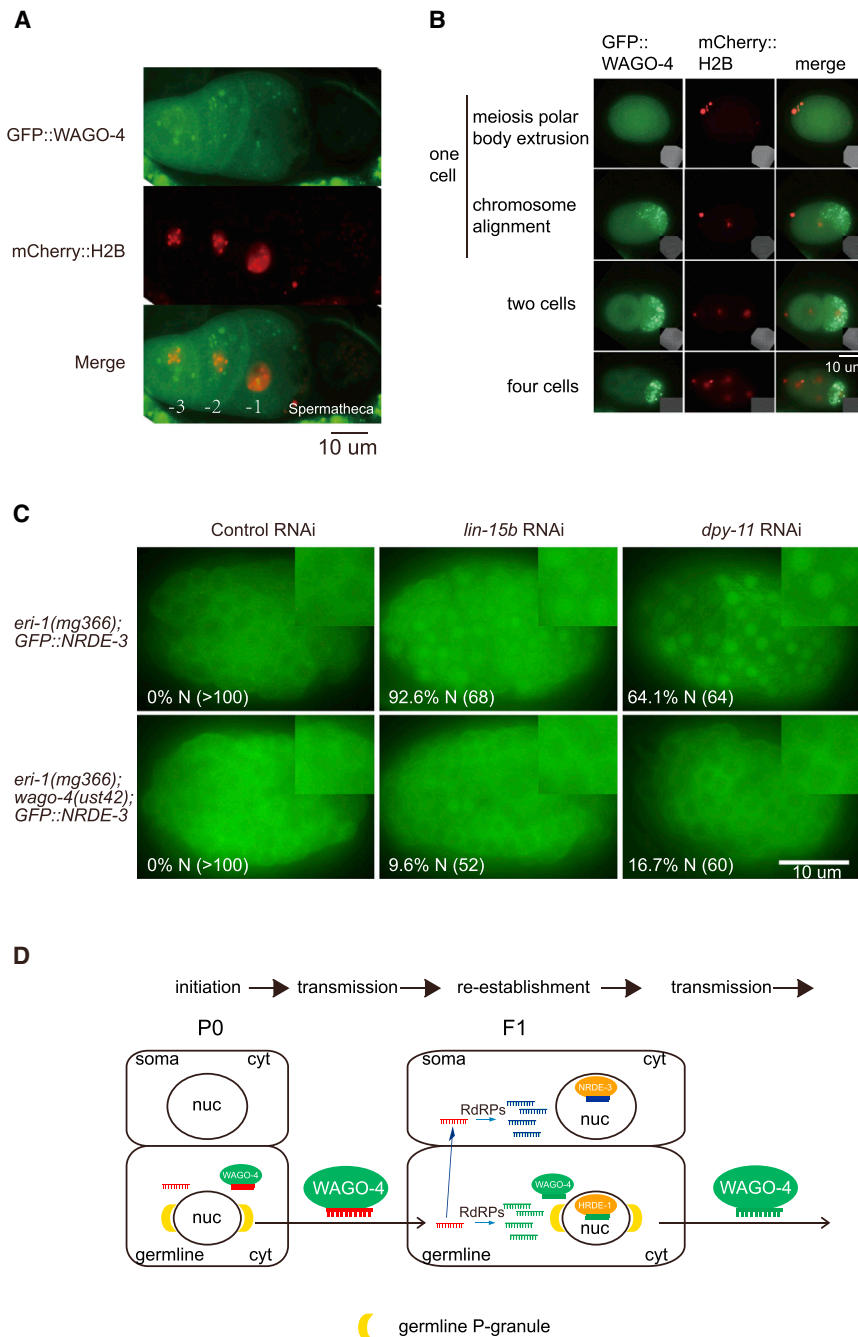 A
GFP::WAGO-4
mCherry::H2B
Merge
-3
-2
-1
Spermatheca
10 um
B
GFP::
WAGO-4
mCherry::
H2B
merge
one
cell
meiosis polar
body extrusion
chromosome
alignment
two cells
four cells
10 um
C
Control RNAi
lin-15b RNAi
dpy-11 RNAi
eri-1(mg366);
GFP::NRDE-3
0% N (>100)
92.6% N (68)
64.1% N (64)
eri-1(mg366);
wago-4(ust42);
GFP::NRDE-3
0% N (>100)
9.6% N (52)
16.7% N (60)
10 um
D
initiation
transmission
re-establishment
transmission
P0
F1
soma
cyt
nuc
soma
cyt
RdRPs
NRDE-3
nuc
WAGO-4
nuc
germline
cyt
WAGO-4
RdRPs
WAGO-4
HRDE-1
nuc
germline
cyt
WAGO-4
germline P-granule